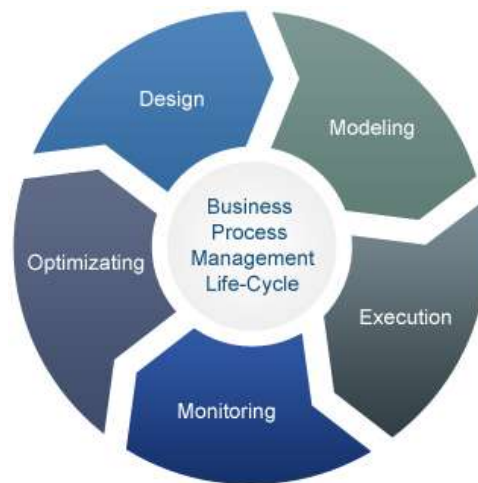 Design
Modeling
Business
Process
Management
Life-Cycle
Optimizating
Execution
Monitoring